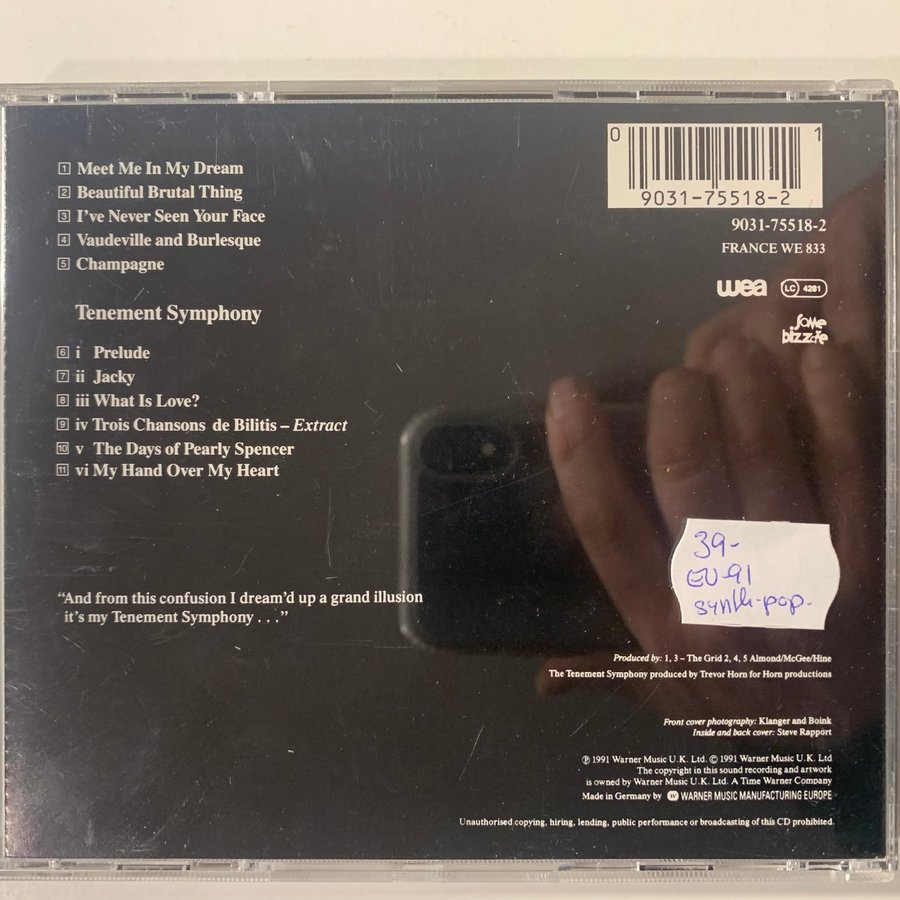 1 Meet Me In My Dream
2 Beautiful Brutal Thing
3 I've Never Seen Your Face
4 Vaudeville and Burlesque
5 Champagne
Tenement Symphony
6 i Prelude
7 ii Jacky
8 iii What Is Love?
9 iv Trois Chansons de Bilitis – Extract
10 v The Days of Pearly Spencer
11 vi My Hand Over My Heart
"And from this confusion I dream'd up a grand illusion
it's my Tenement Symphony . . ."
0 1
9031-75518-2
9031-75518-2
FRANCE WE 833
wea LC 4281
Some
bizzare
39-
EU-91
synth-pop-
Produced by: 1, 3 – The Grid 2, 4, 5 Almond/McGee/Hine
The Tenement Symphony produced by Trevor Horn for Horn productions
Front cover photography: Klanger and Boink
Inside and back cover: Steve Rapport
℗ 1991 Warner Music U.K. Ltd. © 1991 Warner Music U.K. Ltd
The copyright in this sound recording and artwork
is owned by Warner Music U.K. Ltd. A Time Warner Company
Made in Germany by WARNER MUSIC MANUFACTURING EUROPE
Unauthorised copying, hiring, lending, public performance or broadcasting of this CD prohibited.